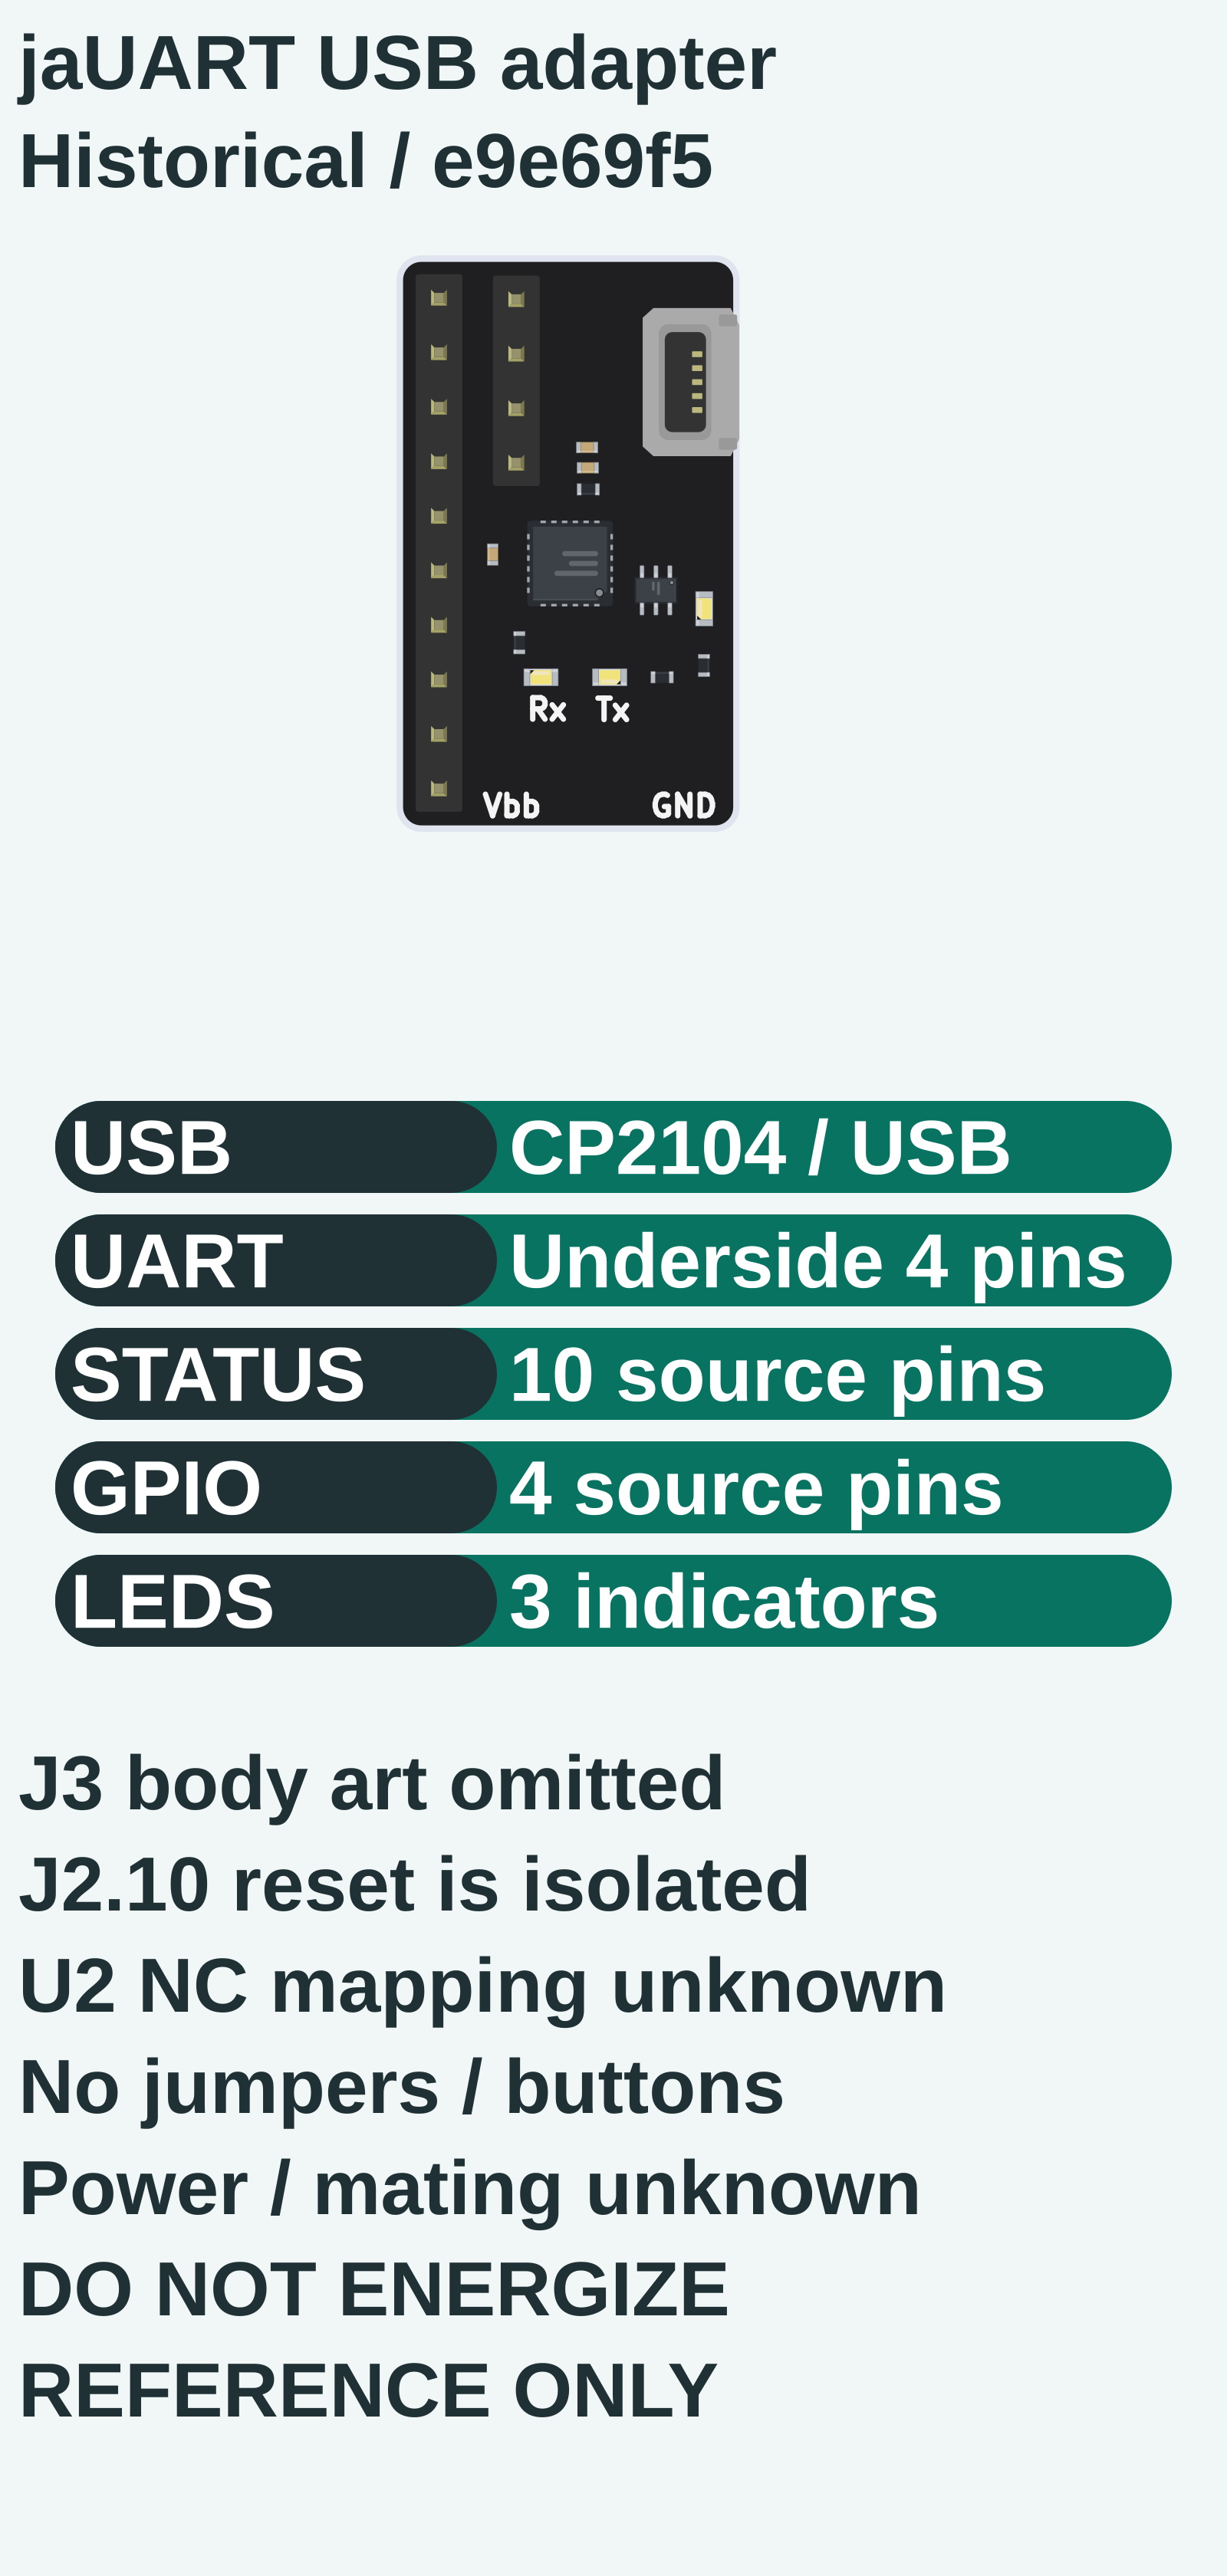 jaUART USB adapter
Historical / e9e69f5
Rx Tx
Vbb GND
USB CP2104 / USB
UART Underside 4 pins
STATUS 10 source pins
GPIO 4 source pins
LEDS 3 indicators
J3 body art omitted
J2.10 reset is isolated
U2 NC mapping unknown
No jumpers / buttons
Power / mating unknown
DO NOT ENERGIZE
REFERENCE ONLY